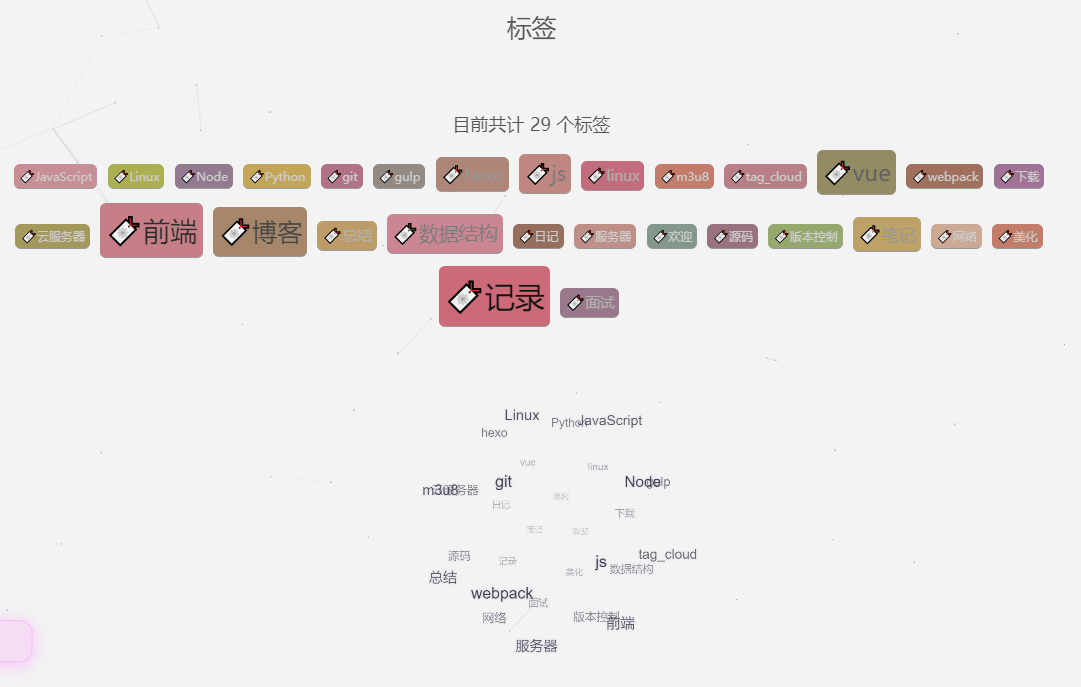 标签
目前共计 29 个标签
JavaScript Linux Node Python git gulp hexo js linux m3u8 tag_cloud vue webpack 下载
云服务器 前端 博客 总结 数据结构 日记 服务器 欢迎 源码 版本控制 笔记 网络 美化
记录 面试
Linux Python JavaScript
hexo
vue linux
git Node gulp
m3u8 云服务器 博客
日记 下载
笔记 欢迎
源码 记录 js tag_cloud
总结 美化 数据结构
webpack 面试
网络 版本控制 前端
服务器